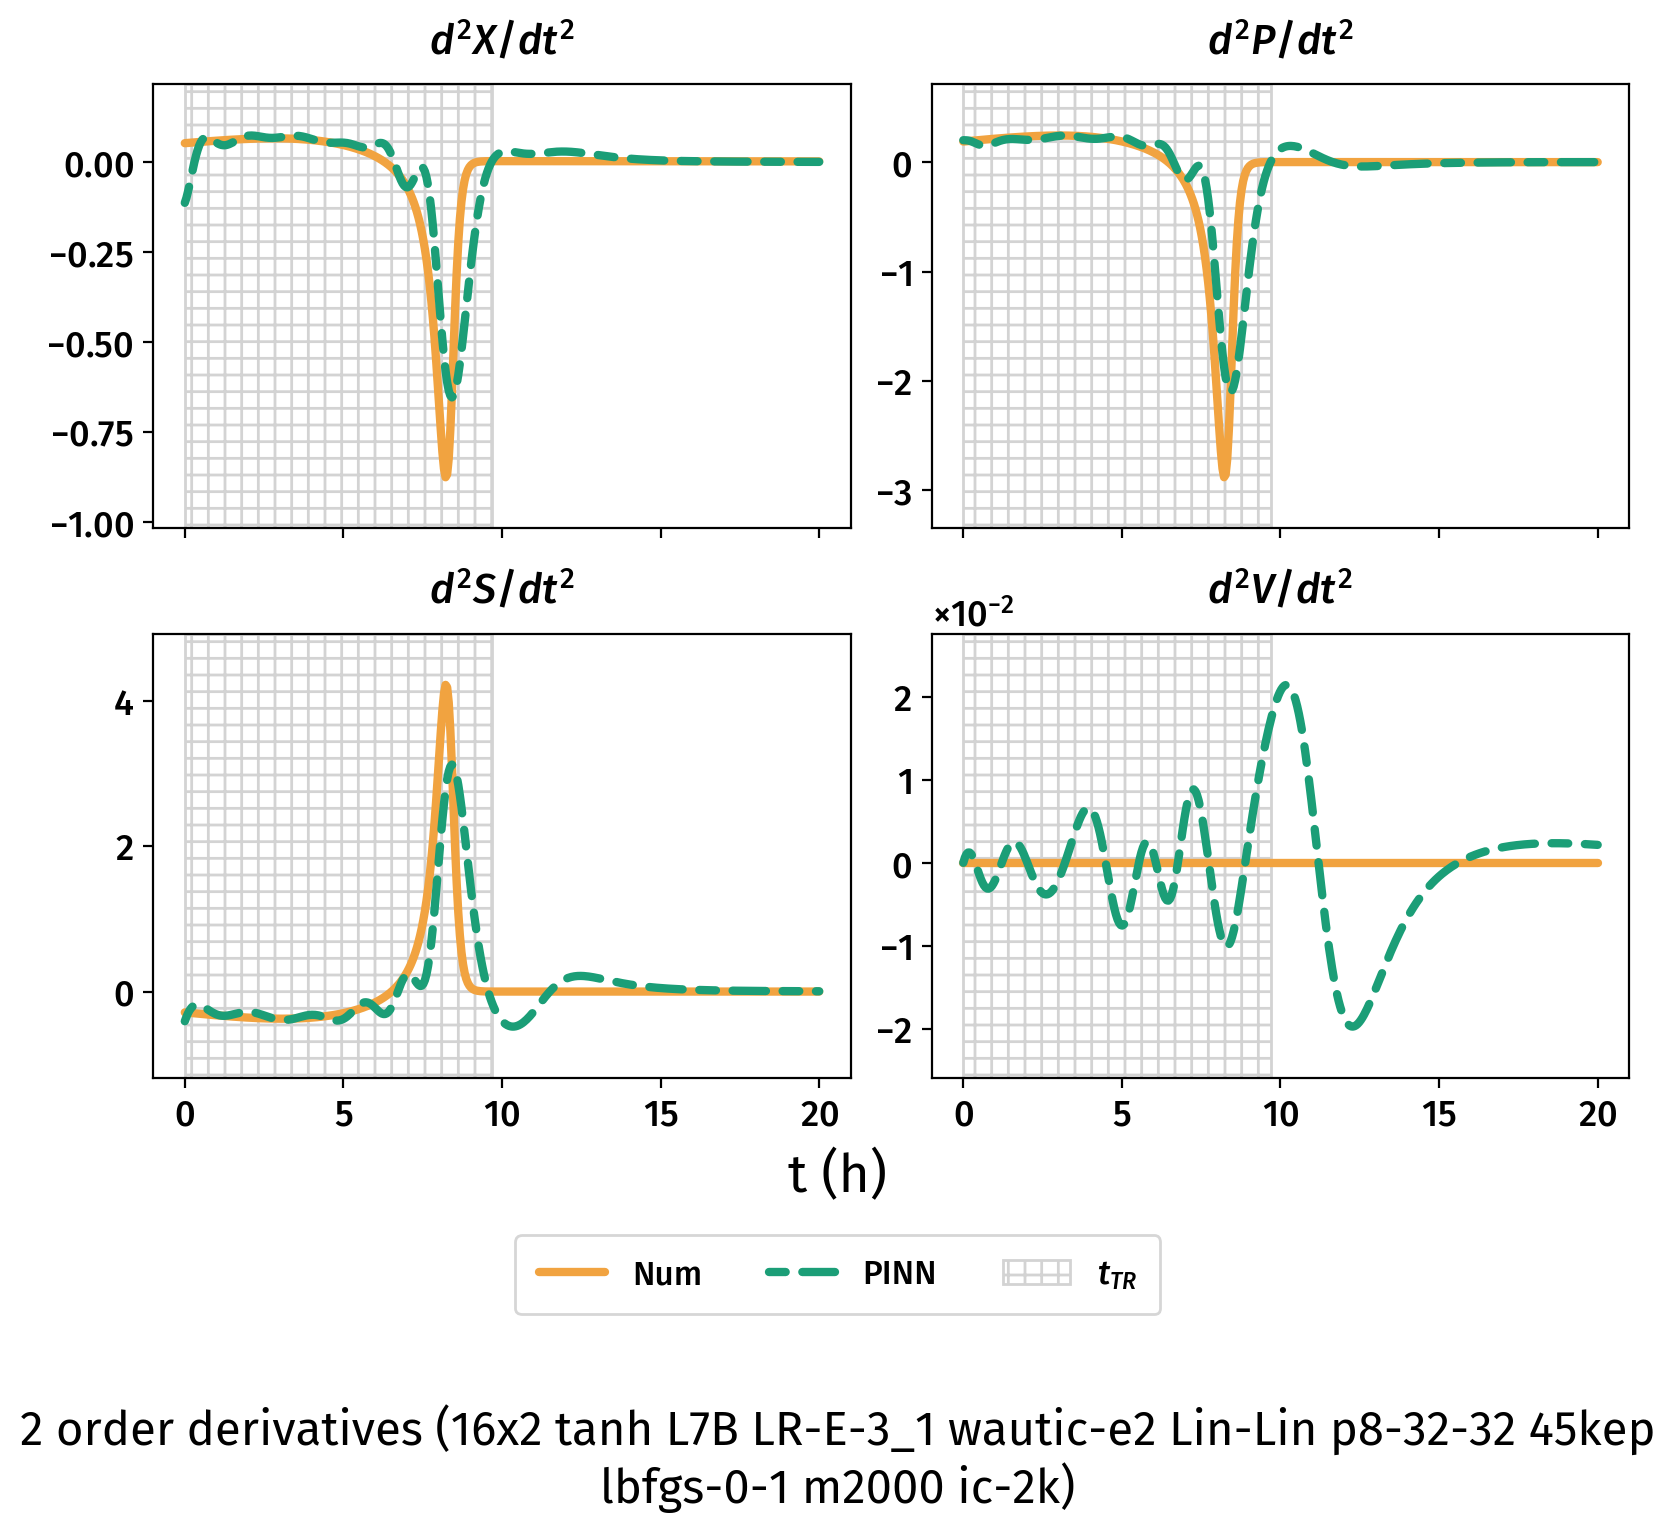 d²X/dt²
d²P/dt²
0.00
−0.25
−0.50
−0.75
−1.00
0
−1
−2
−3
d²S/dt²
d²V/dt²
×10⁻²
4
2
0
2
1
0
−1
−2
0 5 10 15 20
0 5 10 15 20
t (h)
Num PINN t_TR
2 order derivatives (16x2 tanh L7B LR-E-3_1 wautic-e2 Lin-Lin p8-32-32 45kep
lbfgs-0-1 m2000 ic-2k)